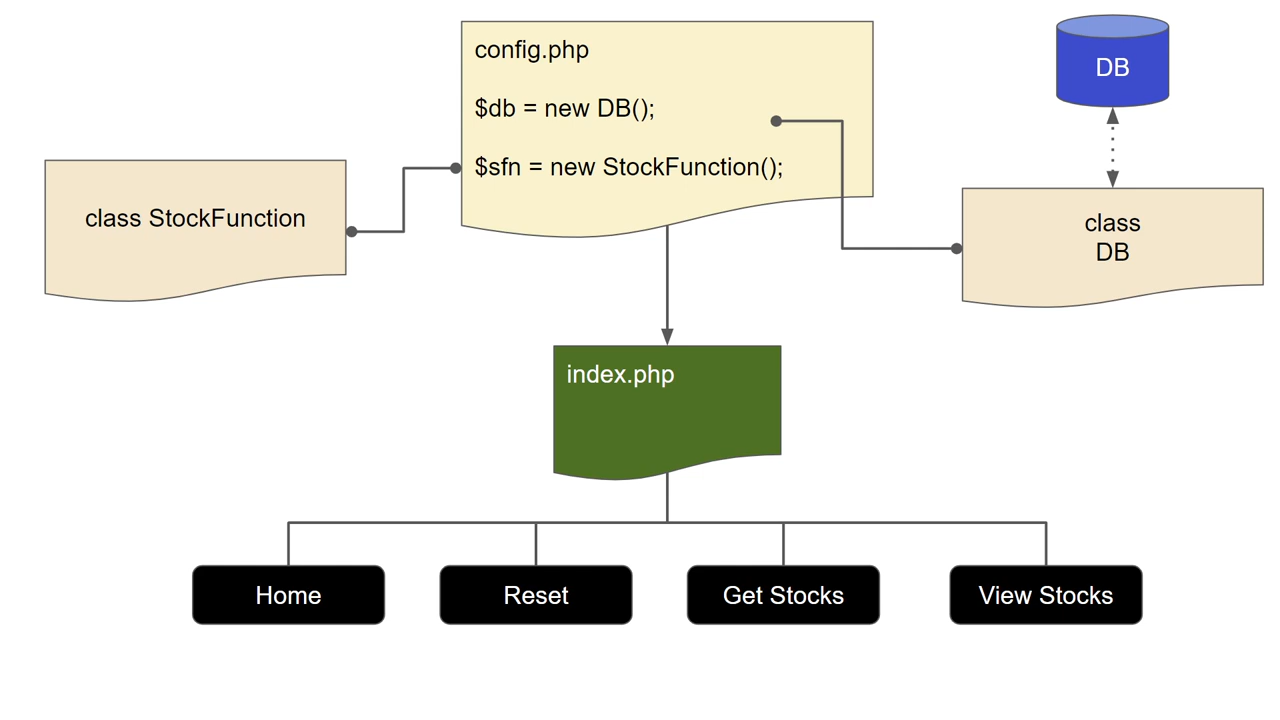 config.php
$db = new DB();
$sfn = new StockFunction();
DB
class StockFunction
class
DB
index.php
Home
Reset
Get Stocks
View Stocks